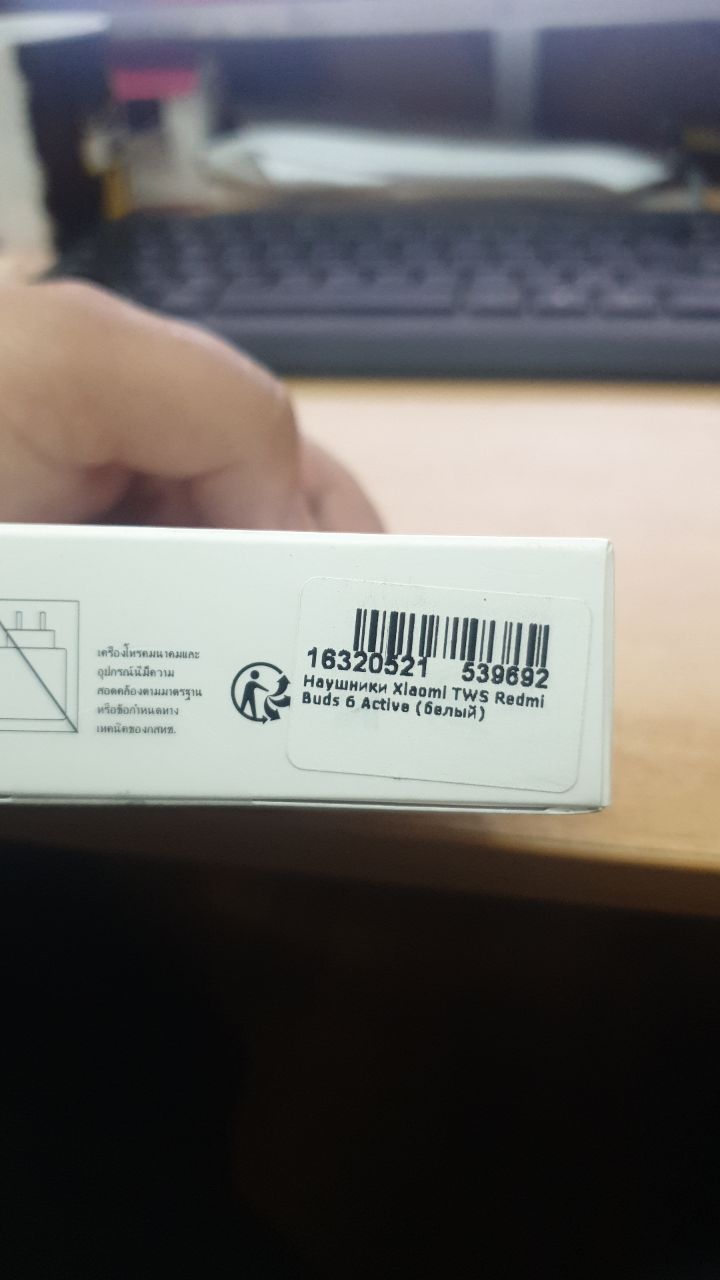 เครื่องโทรคมนาคมและ
อุปกรณ์นี้มีความ
สอดคล้องตามมาตรฐาน
หรือข้อกำหนดทาง
เทคนิคของกสทช.
16320521 539692
Наушники Xiaomi TWS Redmi
Buds 6 Active (белый)